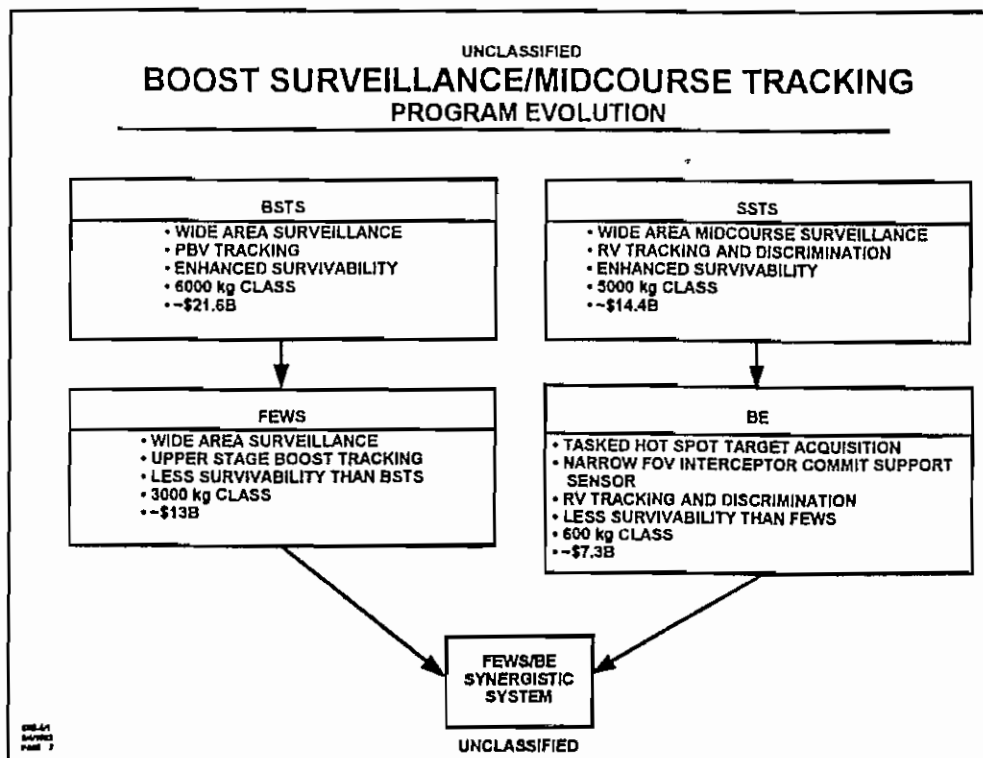 UNCLASSIFIED
BOOST SURVEILLANCE/MIDCOURSE TRACKING
PROGRAM EVOLUTION
BSTS
• WIDE AREA SURVEILLANCE
• PBV TRACKING
• ENHANCED SURVIVABILITY
• 6000 kg CLASS
• ~$21.6B
SSTS
• WIDE AREA MIDCOURSE SURVEILLANCE
• RV TRACKING AND DISCRIMINATION
• ENHANCED SURVIVABILITY
• 5000 kg CLASS
• ~$14.4B
FEWS
• WIDE AREA SURVEILLANCE
• UPPER STAGE BOOST TRACKING
• LESS SURVIVABILITY THAN BSTS
• 3000 kg CLASS
• ~$13B
BE
• TASKED HOT SPOT TARGET ACQUISITION
• NARROW FOV INTERCEPTOR COMMIT SUPPORT
SENSOR
• RV TRACKING AND DISCRIMINATION
• LESS SURVIVABILITY THAN FEWS
• 600 kg CLASS
• ~$7.3B
FEWS/BE
SYNERGISTIC
SYSTEM
PAGE
UNCLASSIFIED